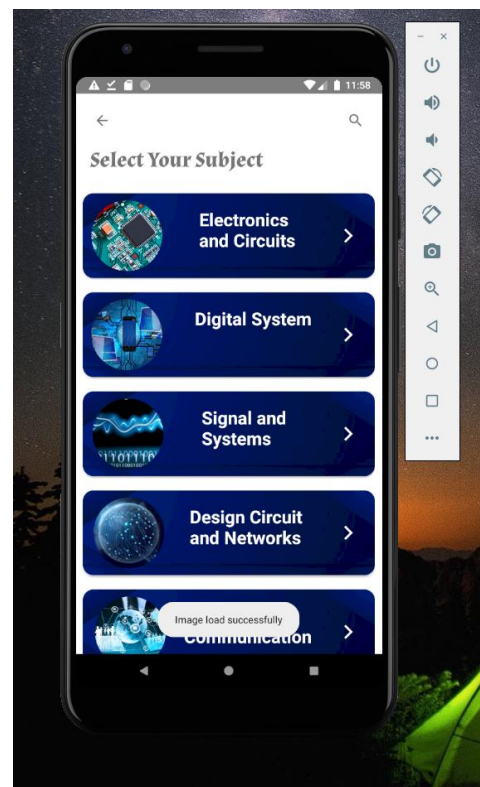 11:58
Select Your Subject
Electronics
and Circuits
Digital System
Signal and
Systems
Design Circuit
and Networks
Image load successfully
Communication